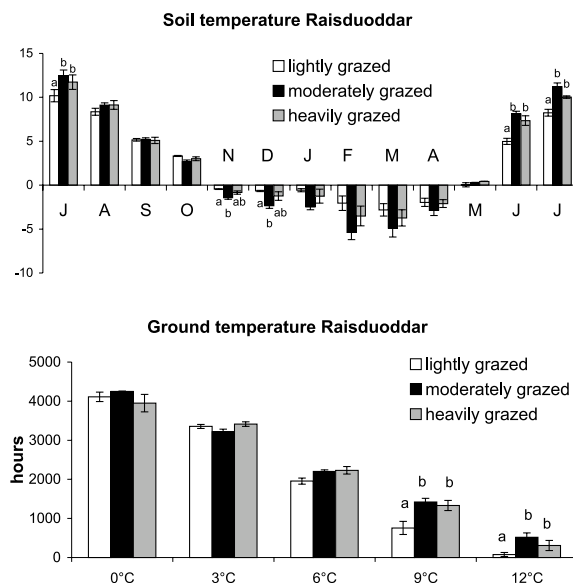 Soil temperature Raisduoddar
15
10
5
0
-5
-10
lightly grazed
moderately grazed
heavily grazed
a b b
N D J F M A
a b ab a b ab
J A S O
M J J
a b b
a b b
Ground temperature Raisduoddar
5000
4000
3000
2000
1000
0
hours
lightly grazed
moderately grazed
heavily grazed
a b b
a b b
0°C 3°C 6°C 9°C 12°C